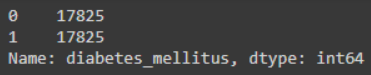 0    17825
1    17825
Name: diabetes_mellitus, dtype: int64